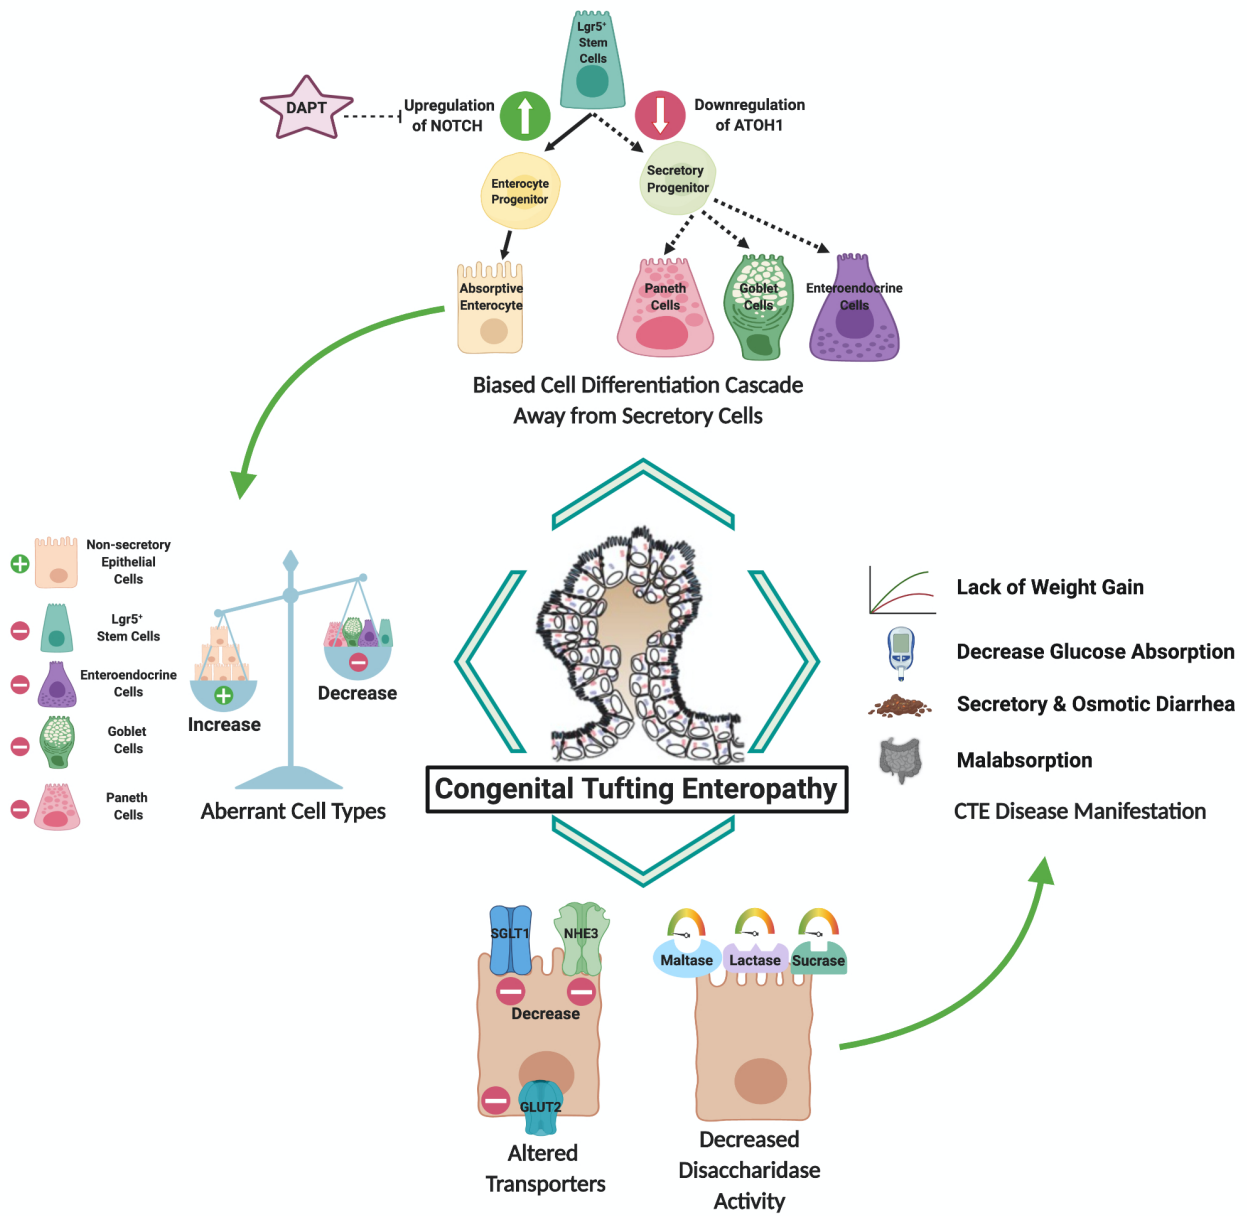 Lgr5⁺
Stem
Cells
DAPT
Upregulation
of NOTCH
Downregulation
of ATOH1
Enterocyte
Progenitor
Secretory
Progenitor
Absorptive
Enterocyte
Paneth
Cells
Goblet
Cells
Enteroendocrine
Cells
Biased Cell Differentiation Cascade
Away from Secretory Cells
Non-secretory
Epithelial
Cells
Lgr5⁺
Stem Cells
Enteroendocrine
Cells
Goblet
Cells
Paneth
Cells
Increase
Decrease
Aberrant Cell Types
Congenital Tufting Enteropathy
Lack of Weight Gain
Decrease Glucose Absorption
Secretory & Osmotic Diarrhea
Malabsorption
CTE Disease Manifestation
SGLT1
NHE3
Decrease
GLUT2
Altered
Transporters
Maltase
Lactase
Sucrase
Decreased
Disaccharidase
Activity